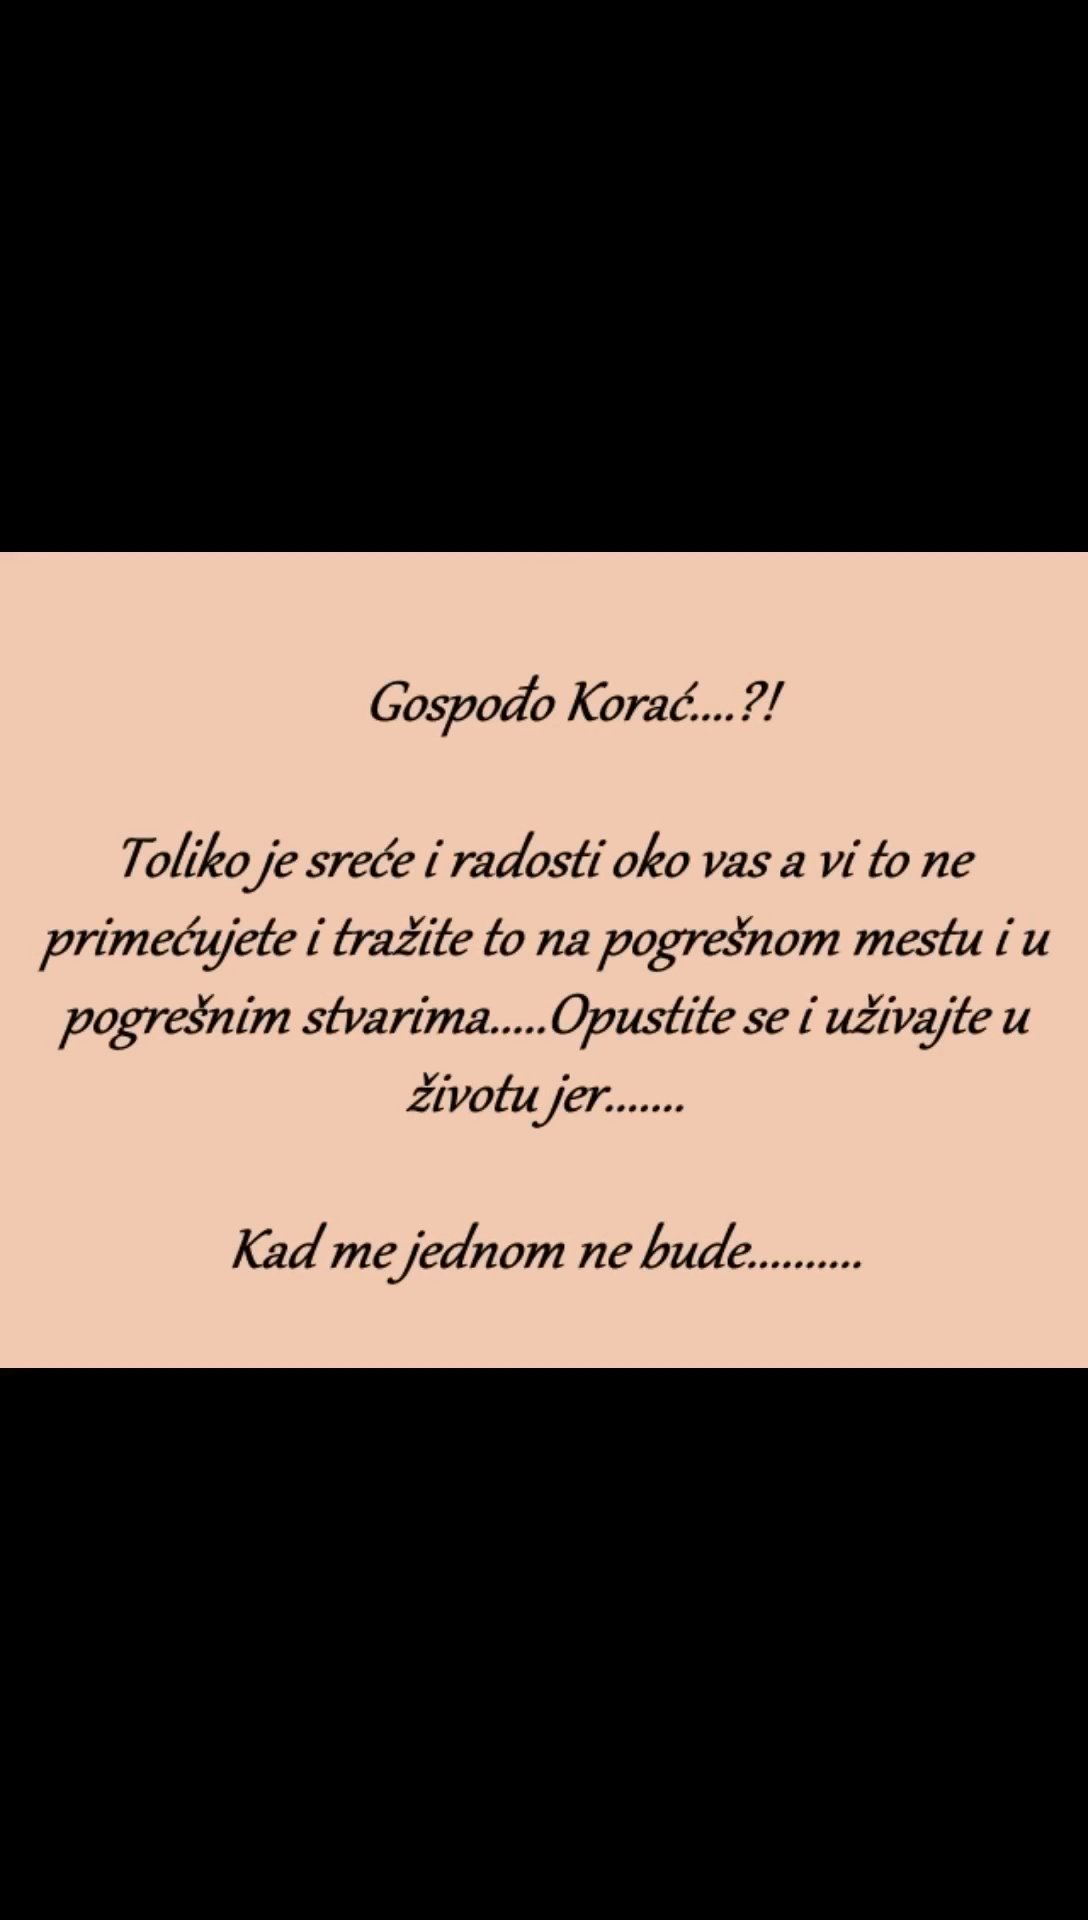 Gospođo Korać....?!
Toliko je sreće i radosti oko vas a vi to ne
primećujete i tražite to na pogrešnom mestu i u
pogrešnim stvarima.....Opustite se i uživajte u
životu jer.......
Kad me jednom ne bude..........